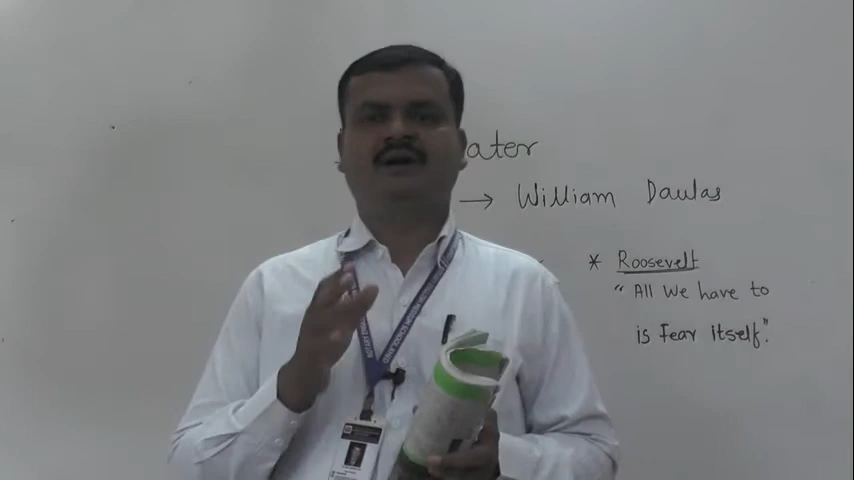 ater
→ William Daulas
* Roosevelt
"All We have to
is Fear itself."